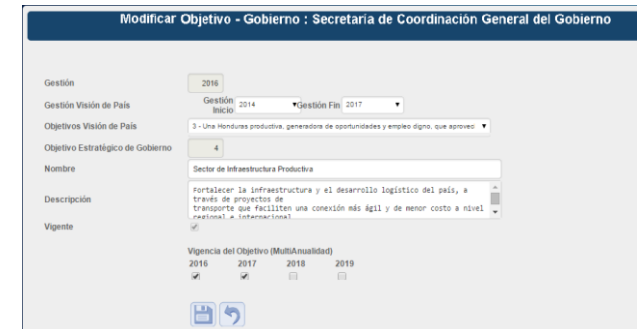 Modificar Objetivo - Gobierno : Secretaría de Coordinación General del Gobierno
Gestión 2016
Gestión Visión de País Gestión Inicio 2014 Gestión Fin 2017
Objetivos Visión de País 3 - Una Honduras productiva, generadora de oportunidades y empleo digno, que aprovec
Objetivo Estratégico de Gobierno 4
Nombre Sector de Infraestructura Productiva
Descripción
Fortalecer la infraestructura y el desarrollo logístico del país, a
través de proyectos de
transporte que faciliten una conexión más ágil y de menor costo a nivel
regional e internacional
Vigente
Vigencia del Objetivo (MultiAnualidad)
2016 2017 2018 2019